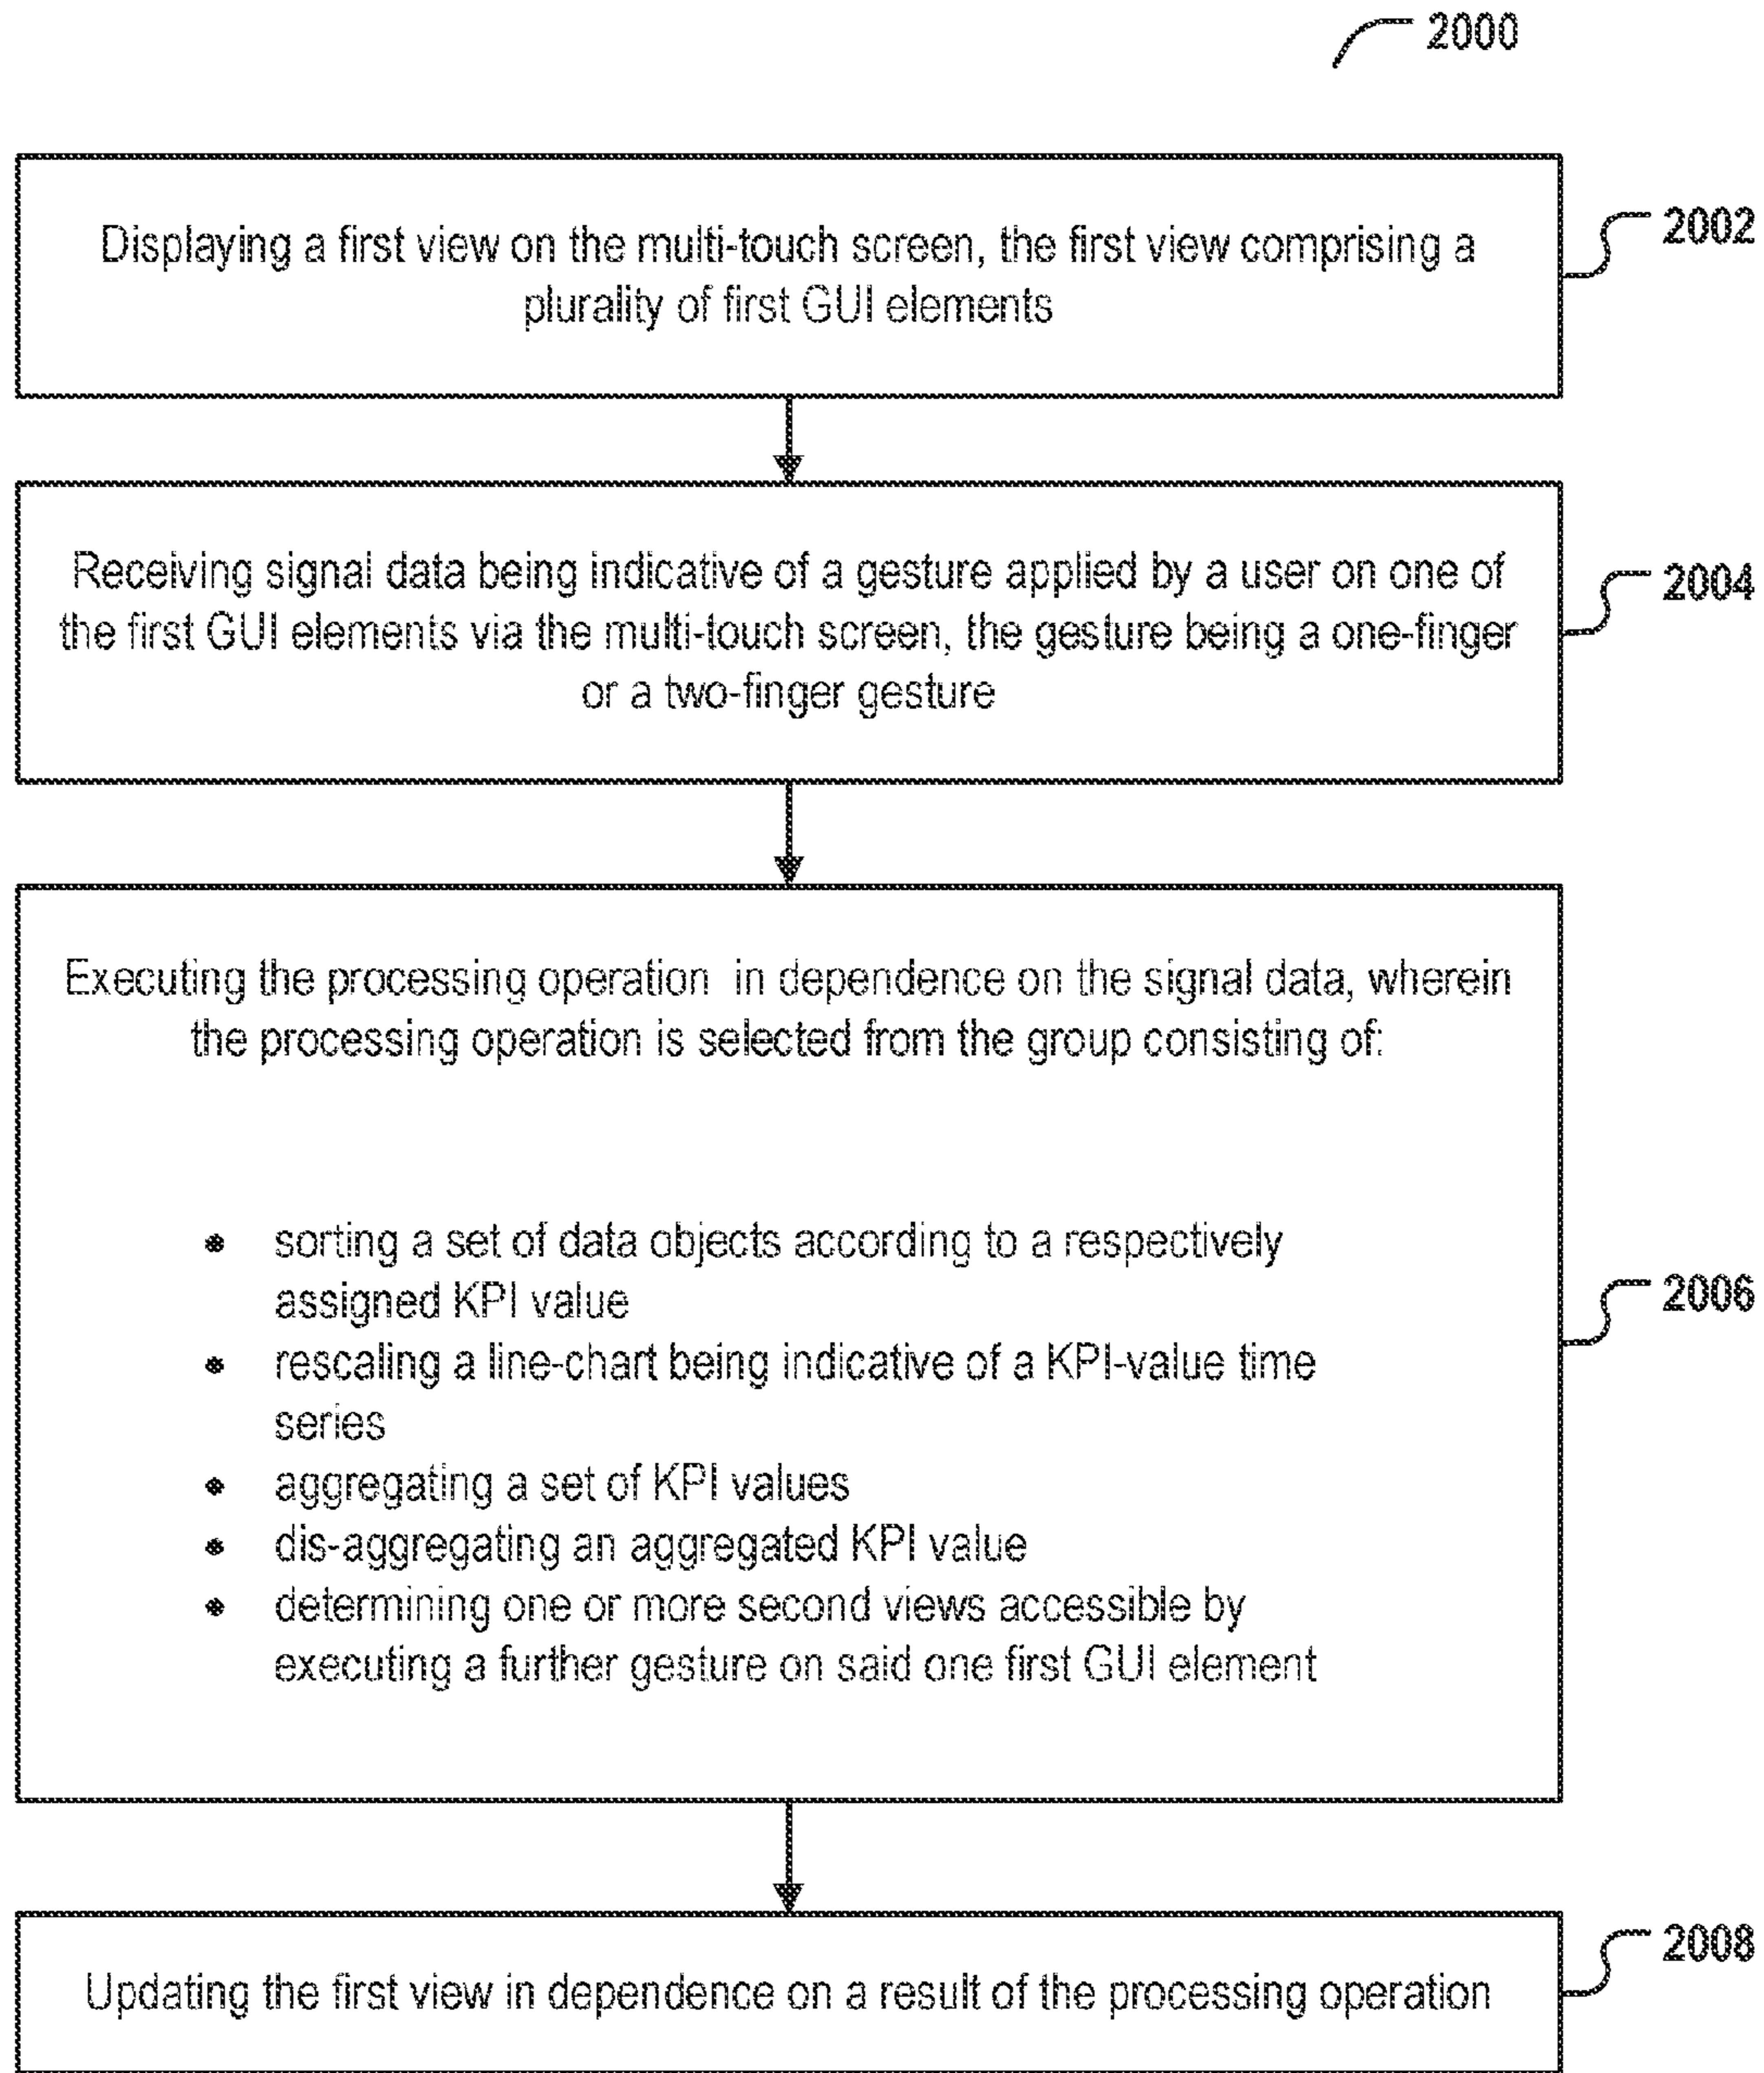 2000
Displaying a first view on the multi-touch screen, the first view comprising a
plurality of first GUI elements
2002
Receiving signal data being indicative of a gesture applied by a user on one of
the first GUI elements via the multi-touch screen, the gesture being a one-finger
or a two-finger gesture
2004
Executing the processing operation in dependence on the signal data, wherein
the processing operation is selected from the group consisting of:
• sorting a set of data objects according to a respectively
assigned KPI value
• rescaling a line-chart being indicative of a KPI-value time
series
• aggregating a set of KPI values
• dis-aggregating an aggregated KPI value
• determining one or more second views accessible by
executing a further gesture on said one first GUI element
2006
Updating the first view in dependence on a result of the processing operation
2008